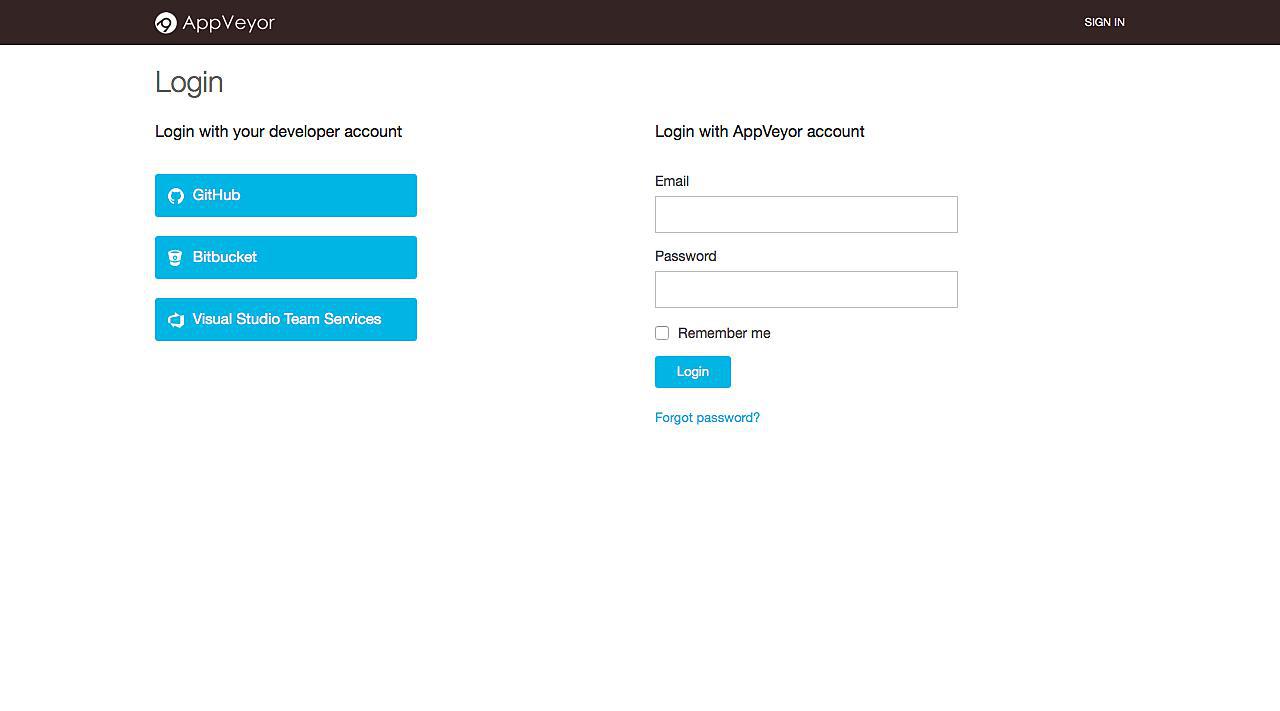 AppVeyor
SIGN IN
Login
Login with your developer account
GitHub
Bitbucket
Visual Studio Team Services
Login with AppVeyor account
Email
Password
Remember me
Login
Forgot password?